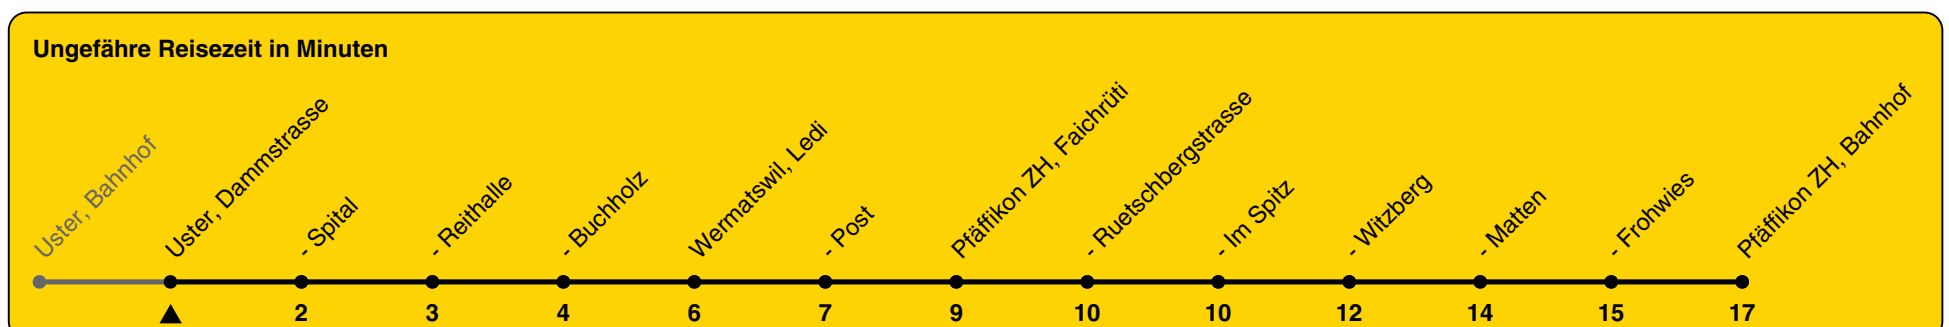 Ungefähre Reisezeit in Minuten
Uster, Bahnhof
Uster, Dammstrasse
- Spital
- Reithalle
- Buchholz
Wermatswil, Ledi
- Post
Pfäffikon ZH, Faichrüti
- Ruetschbergstrasse
- Im Spitz
- Witzberg
- Matten
- Frohwies
Pfäffikon ZH, Bahnhof
2 3 4 6 7 9 10 10 12 14 15 17